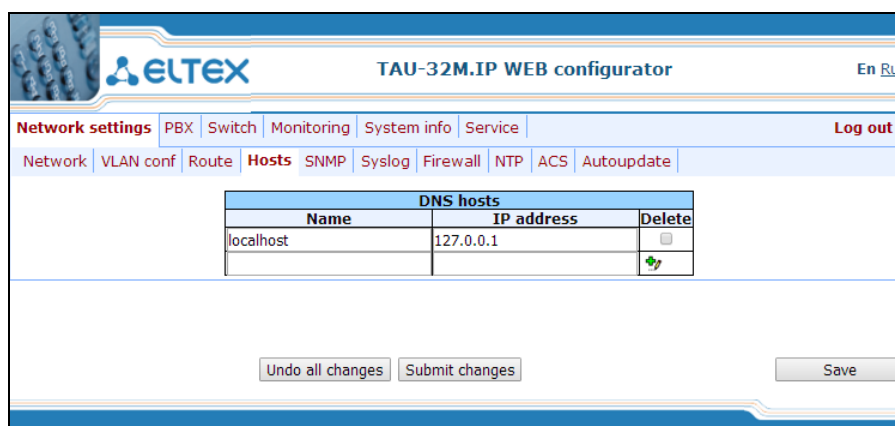 ELTEX TAU-32M.IP WEB configurator En Ru
Network settings PBX Switch Monitoring System info Service Log out
Network VLAN conf Route Hosts SNMP Syslog Firewall NTP ACS Autoupdate
DNS hosts
Name IP address Delete
localhost 127.0.0.1
Undo all changes Submit changes Save